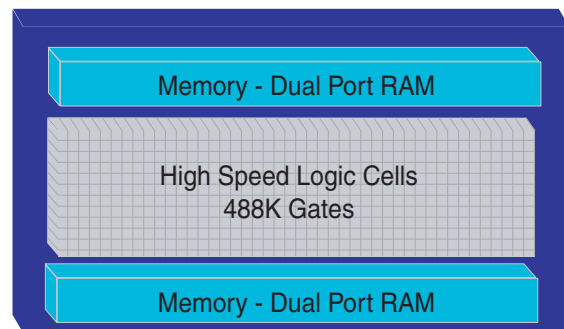 Memory - Dual Port RAM
High Speed Logic Cells
488K Gates
Memory - Dual Port RAM